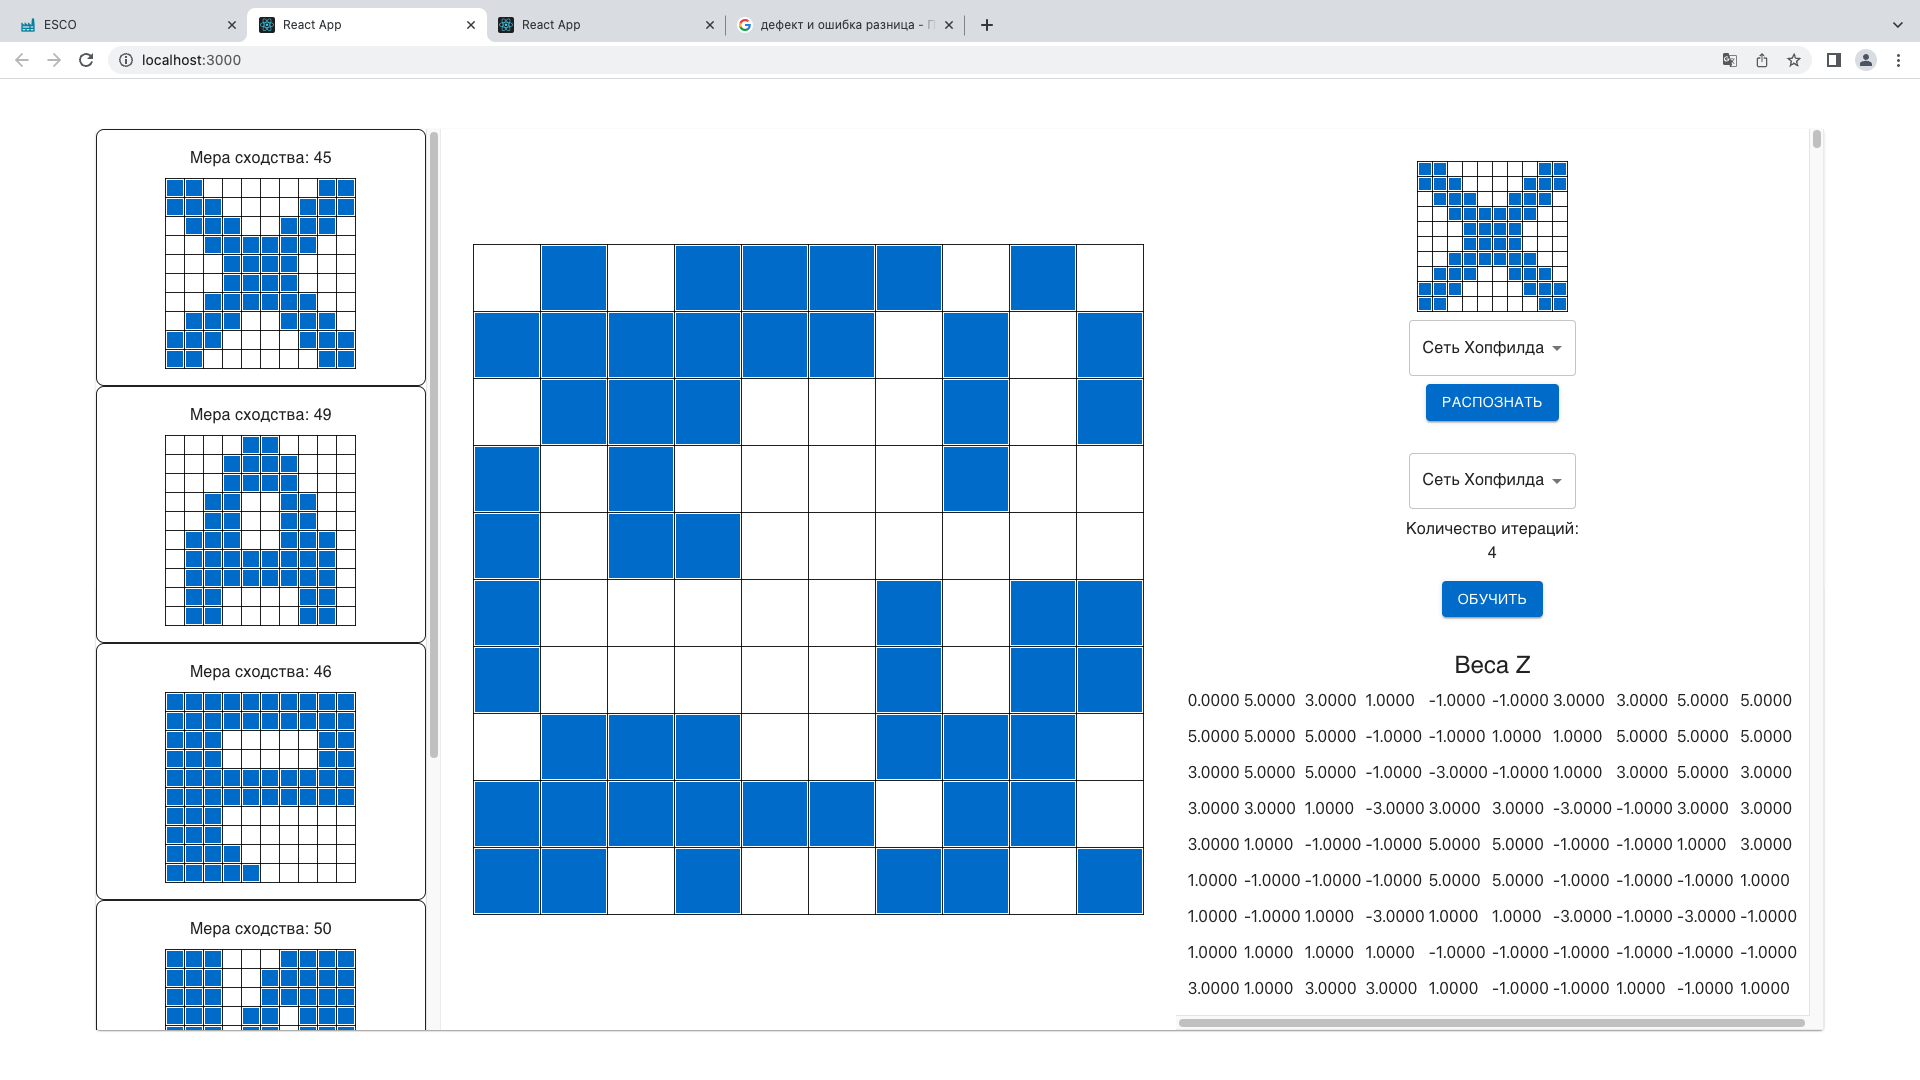 ESCO
React App
React App
дефект и ошибка разница -
localhost:3000
Мера сходства: 45
Мера сходства: 49
Мера сходства: 46
Мера сходства: 50
Сеть Хопфилда
РАСПОЗНАТЬ
Сеть Хопфилда
Количество итераций:
4
ОБУЧИТЬ
Веса Z
0.0000 5.0000 3.0000 1.0000 -1.0000 -1.0000 3.0000 3.0000 5.0000 5.0000
5.0000 5.0000 5.0000 -1.0000 -1.0000 1.0000 1.0000 5.0000 5.0000 5.0000
3.0000 5.0000 5.0000 -1.0000 -3.0000 -1.0000 1.0000 3.0000 5.0000 3.0000
3.0000 3.0000 1.0000 -3.0000 3.0000 3.0000 -3.0000 -1.0000 3.0000 3.0000
3.0000 1.0000 -1.0000 -1.0000 5.0000 5.0000 -1.0000 -1.0000 1.0000 3.0000
1.0000 -1.0000 -1.0000 -1.0000 5.0000 5.0000 -1.0000 -1.0000 -1.0000 1.0000
1.0000 -1.0000 1.0000 -3.0000 1.0000 1.0000 -3.0000 -1.0000 -3.0000 -1.0000
1.0000 1.0000 1.0000 1.0000 -1.0000 -1.0000 -1.0000 -1.0000 -1.0000 -1.0000
3.0000 1.0000 3.0000 3.0000 1.0000 -1.0000 -1.0000 1.0000 -1.0000 1.0000